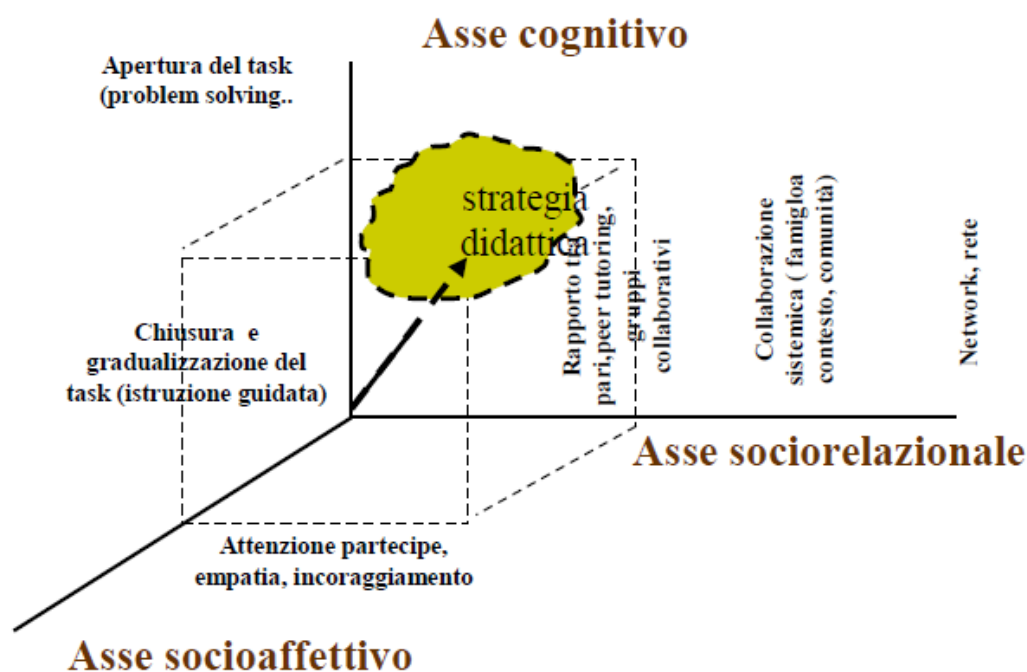 Asse cognitivo
Apertura del task
(problem solving..
strategia
didattica
Chiusura e
gradualizzazione del
task (istruzione guidata)
Rapporto tra
pari,peer tutoring,
gruppi
collaborativi
Collaborazione
sistemica ( famigloa
contesto, comunità)
Network, rete
Asse sociorelazionale
Attenzione partecipe,
empatia, incoraggiamento
Asse socioaffettivo